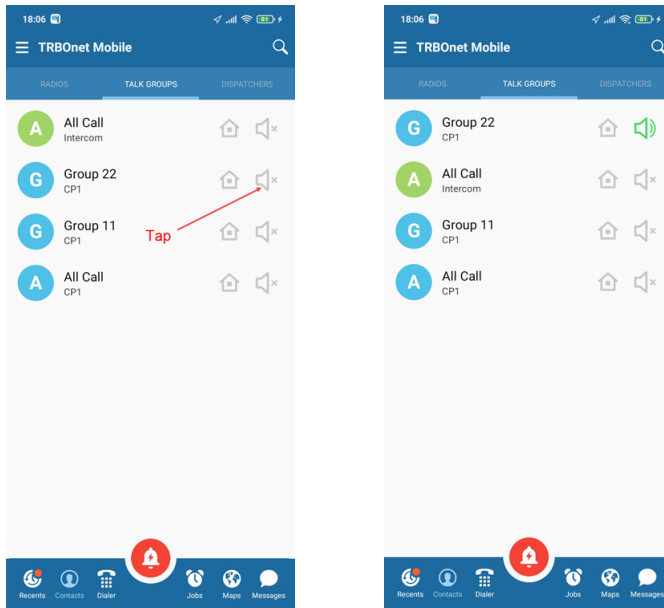 18:06
81
TRBOnet Mobile
RADIOS TALK GROUPS DISPATCHERS
A All Call
Intercom
G Group 22
CP1
G Group 11
CP1
Tap
A All Call
CP1
Recents Contacts Dialer Jobs Maps Messages
18:06
81
TRBOnet Mobile
RADIOS TALK GROUPS DISPATCHERS
G Group 22
CP1
A All Call
Intercom
G Group 11
CP1
A All Call
CP1
Recents Contacts Dialer Jobs Maps Messages